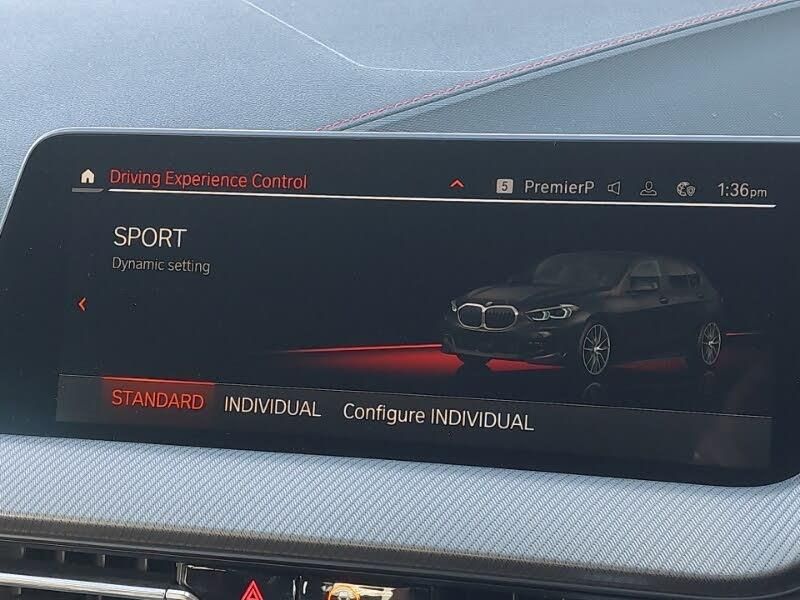 Driving Experience Control
5 PremierP 1:36pm
SPORT
Dynamic setting
STANDARD INDIVIDUAL Configure INDIVIDUAL